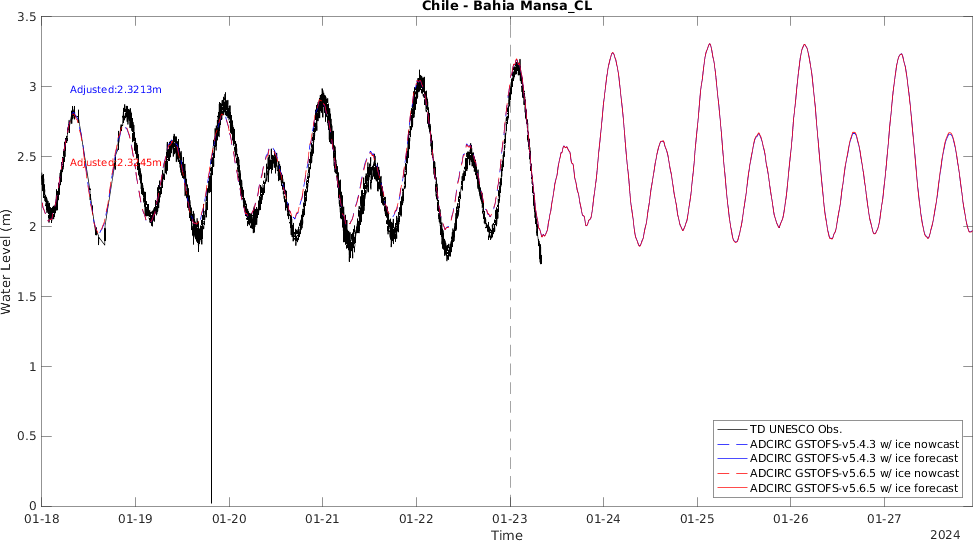 Chile - Bahia Mansa_CL
3.5
3
2.5
2
1.5
1
0.5
0
Water Level (m)
Adjusted:2.3213m
Adjusted:2.3245m
TD UNESCO Obs.
ADCIRC GSTOFS-v5.4.3 w/ ice nowcast
ADCIRC GSTOFS-v5.4.3 w/ ice forecast
ADCIRC GSTOFS-v5.6.5 w/ ice nowcast
ADCIRC GSTOFS-v5.6.5 w/ ice forecast
01-18 01-19 01-20 01-21 01-22 01-23 01-24 01-25 01-26 01-27
Time
2024